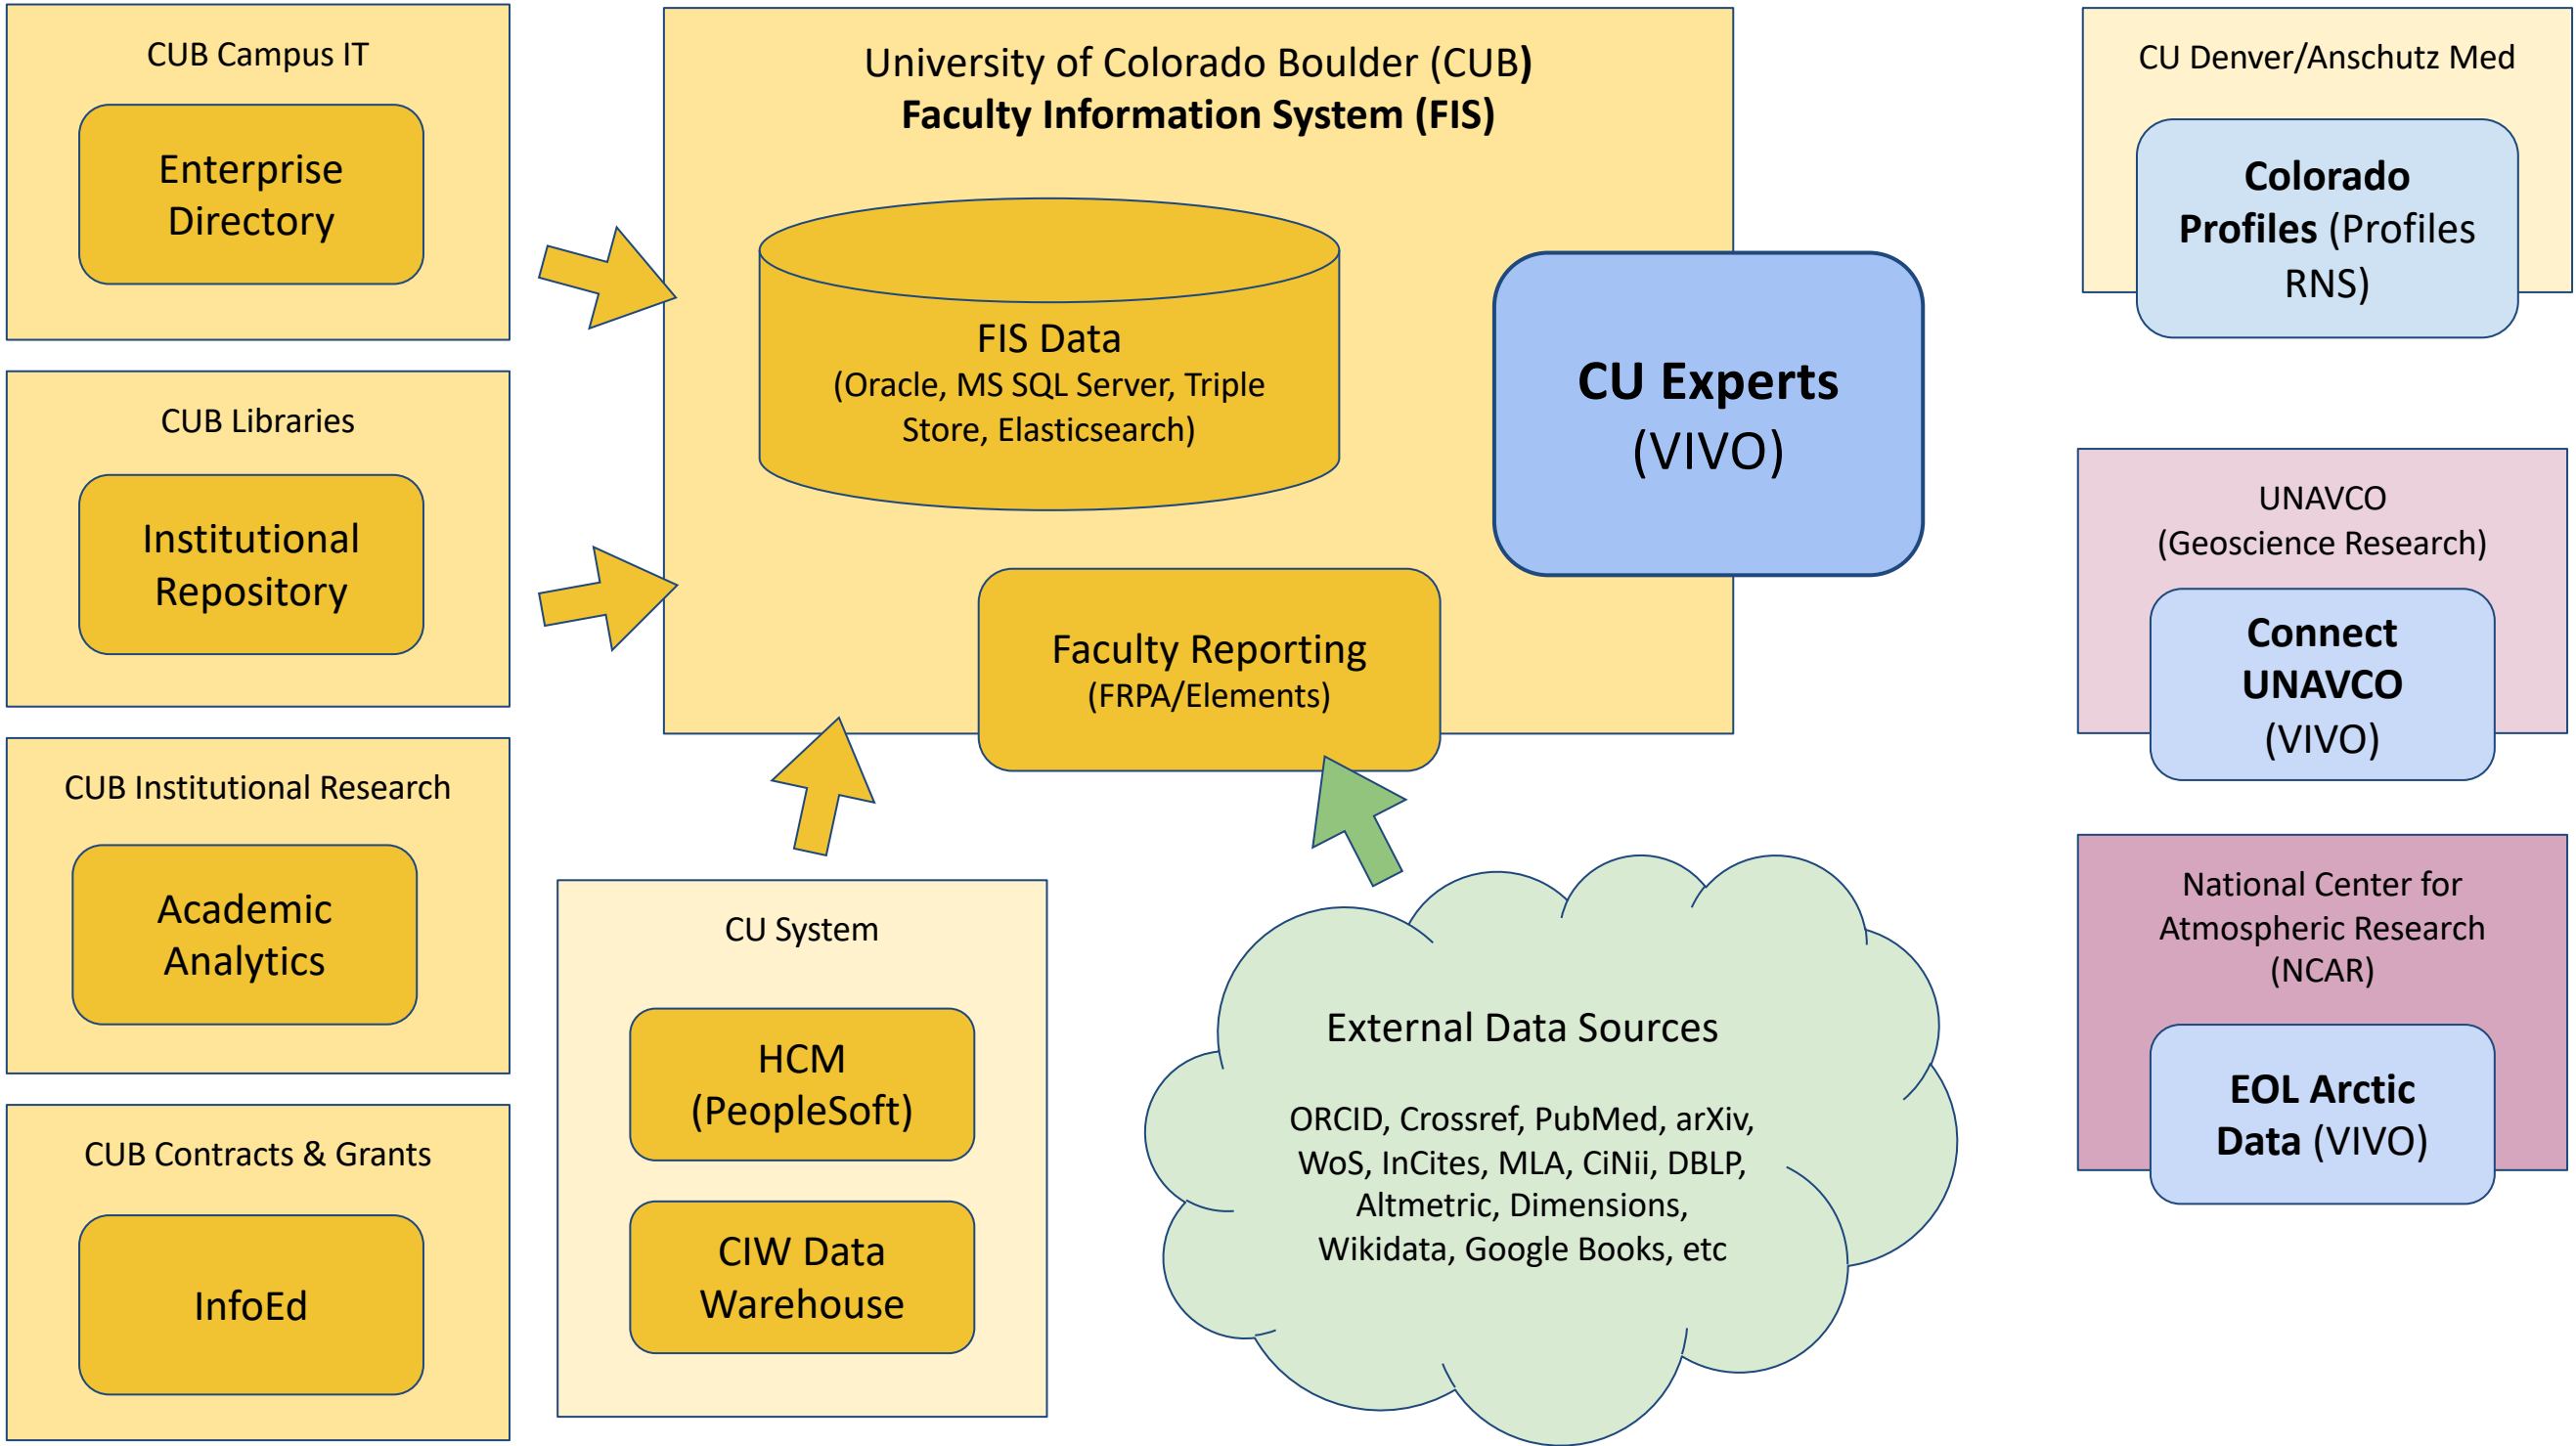 CUB Campus IT
Enterprise
Directory
CUB Libraries
Institutional
Repository
CUB Institutional Research
Academic
Analytics
CUB Contracts & Grants
InfoEd
University of Colorado Boulder (CUB)
Faculty Information System (FIS)
FIS Data
(Oracle, MS SQL Server, Triple
Store, Elasticsearch)
CU Experts
(VIVO)
Faculty Reporting
(FRPA/Elements)
CU System
HCM
(PeopleSoft)
CIW Data
Warehouse
External Data Sources
ORCID, Crossref, PubMed, arXiv,
WoS, InCites, MLA, CiNii, DBLP,
Altmetric, Dimensions,
Wikidata, Google Books, etc
CU Denver/Anschutz Med
Colorado
Profiles (Profiles
RNS)
UNAVCO
(Geoscience Research)
Connect
UNAVCO
(VIVO)
National Center for
Atmospheric Research
(NCAR)
EOL Arctic
Data (VIVO)